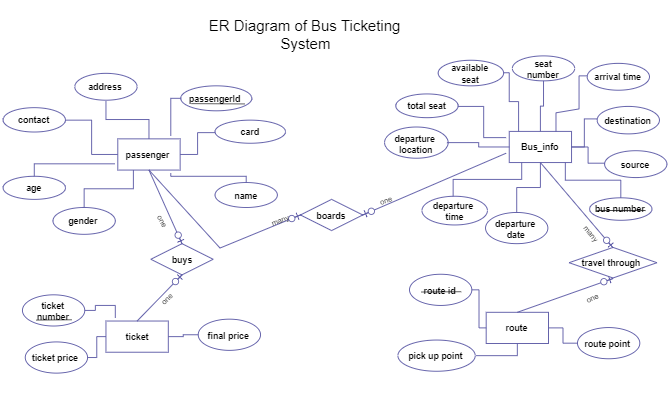 ER Diagram of Bus Ticketing
System
address
passengerId
contact
card
passenger
age
name
gender
one
many
boards
one
buys
one
ticket
number
ticket
final price
ticket price
available
seat
seat
number
arrival time
total seat
destination
departure
location
Bus_info
source
departure
time
departure
date
bus number
many
travel through
one
route id
route
pick up point
route point